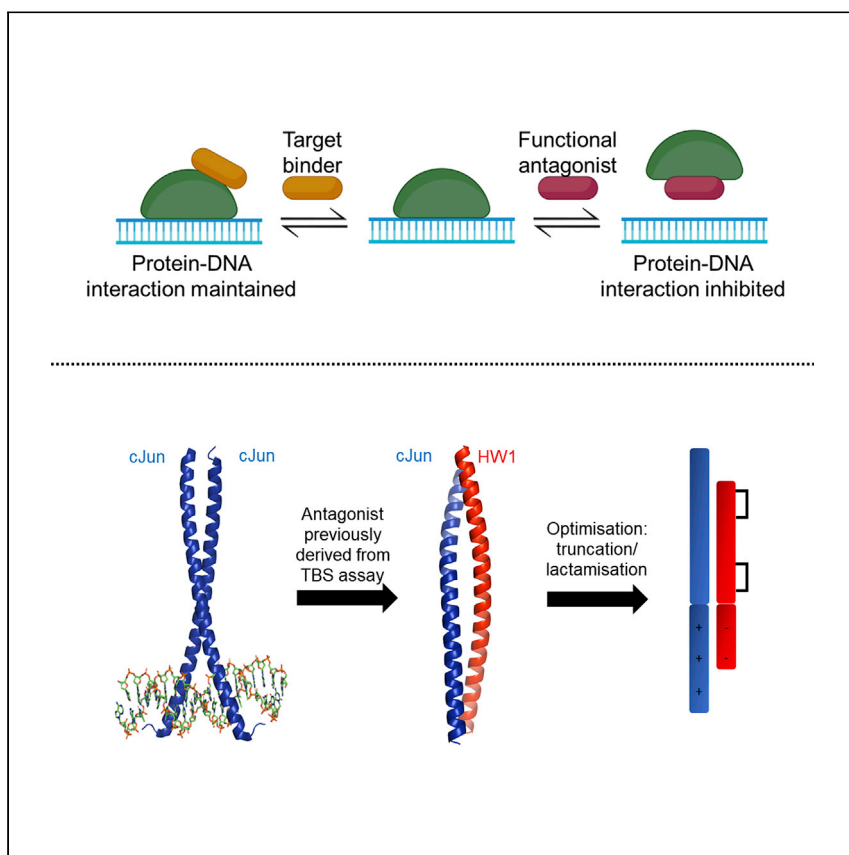 Target
binder
Functional
antagonist
Protein-DNA
interaction maintained
Protein-DNA
interaction inhibited
cJun
cJun
cJun
HW1
Antagonist
previously
derived from
TBS assay
Optimisation:
truncation/
lactamisation
+
+
+
-
-